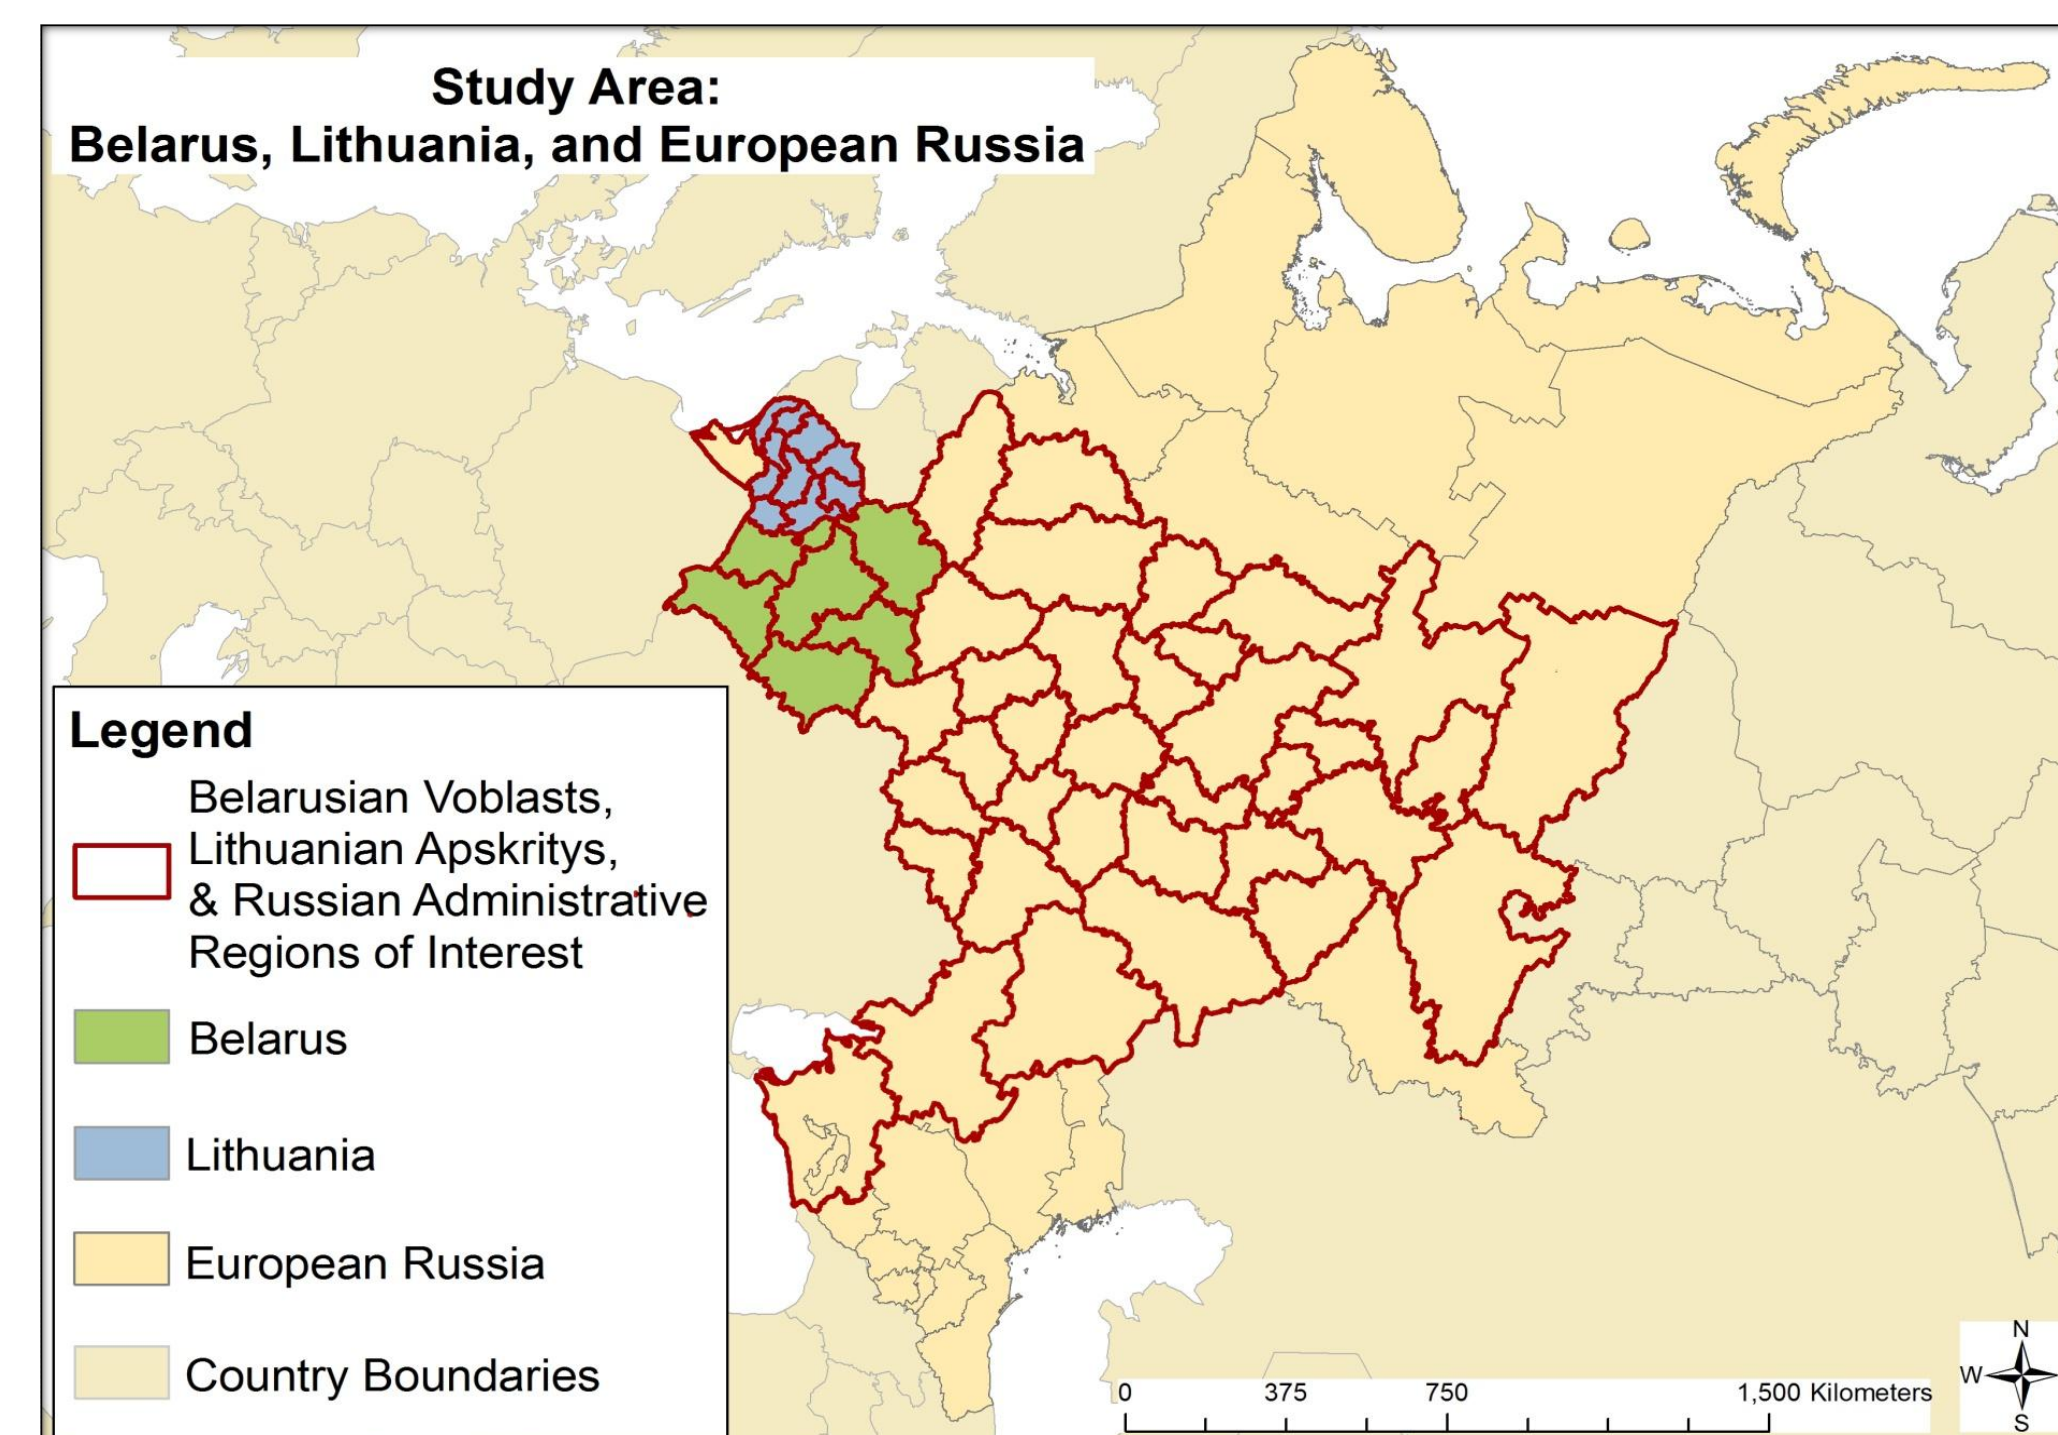 Study Area:
Belarus, Lithuania, and European Russia
Legend
Belarusian Voblasts,
Lithuanian Apskritys,
& Russian Administrative
Regions of Interest
Belarus
Lithuania
European Russia
Country Boundaries
0 375 750 1,500 Kilometers
N
W
S